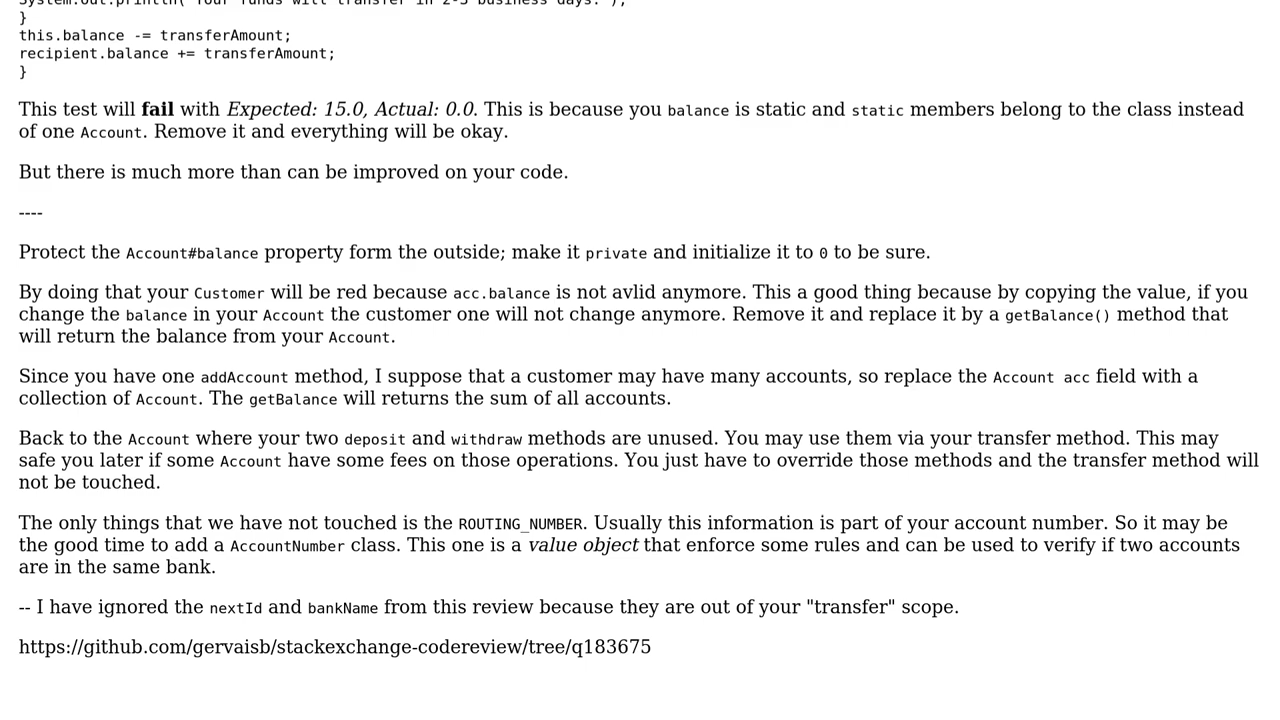 System.out.println("Your funds will transfer in 2-3 business days.");
}
this.balance -= transferAmount;
recipient.balance += transferAmount;
}
This test will fail with Expected: 15.0, Actual: 0.0. This is because you balance is static and static members belong to the class instead
of one Account. Remove it and everything will be okay.
But there is much more than can be improved on your code.
----
Protect the Account#balance property form the outside; make it private and initialize it to 0 to be sure.
By doing that your Customer will be red because acc.balance is not avlid anymore. This a good thing because by copying the value, if you
change the balance in your Account the customer one will not change anymore. Remove it and replace it by a getBalance() method that
will return the balance from your Account.
Since you have one addAccount method, I suppose that a customer may have many accounts, so replace the Account acc field with a
collection of Account. The getBalance will returns the sum of all accounts.
Back to the Account where your two deposit and withdraw methods are unused. You may use them via your transfer method. This may
safe you later if some Account have some fees on those operations. You just have to override those methods and the transfer method will
not be touched.
The only things that we have not touched is the ROUTING_NUMBER. Usually this information is part of your account number. So it may be
the good time to add a AccountNumber class. This one is a value object that enforce some rules and can be used to verify if two accounts
are in the same bank.
-- I have ignored the nextId and bankName from this review because they are out of your "transfer" scope.
https://github.com/gervaisb/stackexchange-codereview/tree/q183675